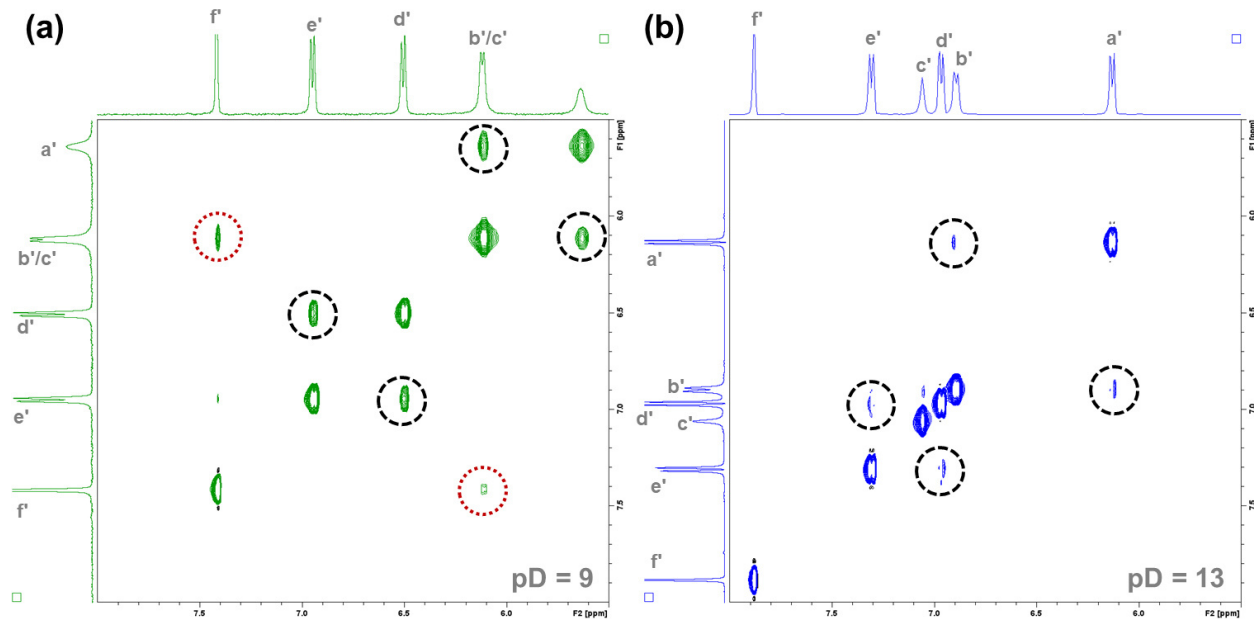 (a)
f'
e'
d'
b'/c'
a'
b'/c'
d'
e'
f'
F1 [ppm]
6.0
6.5
7.0
7.5
pD = 9
7.5
7.0
6.5
6.0
F2 [ppm]
(b)
f'
e'
c'
d'
b'
a'
a'
b'
d'
c'
e'
f'
F1 [ppm]
6.0
6.5
7.0
7.5
pD = 13
7.5
7.0
6.5
6.0
F2 [ppm]